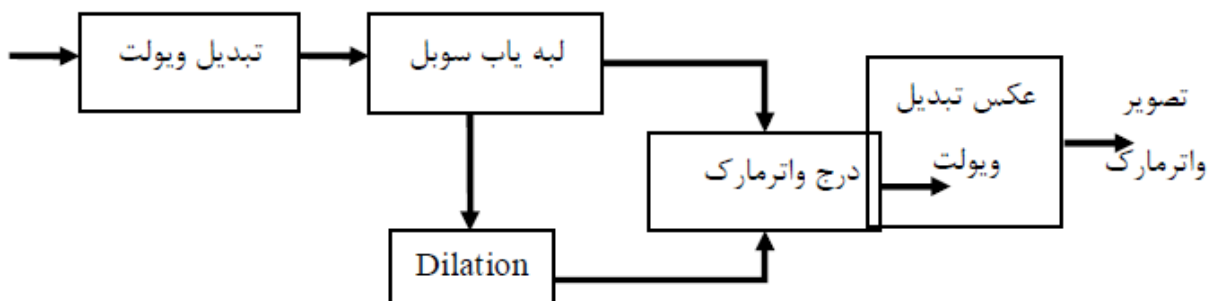 تبدیل ویولت
لبه یاب سوبل
درج واترمارک
Dilation
عکس تبدیل
ویولت
تصویر
واترمارک